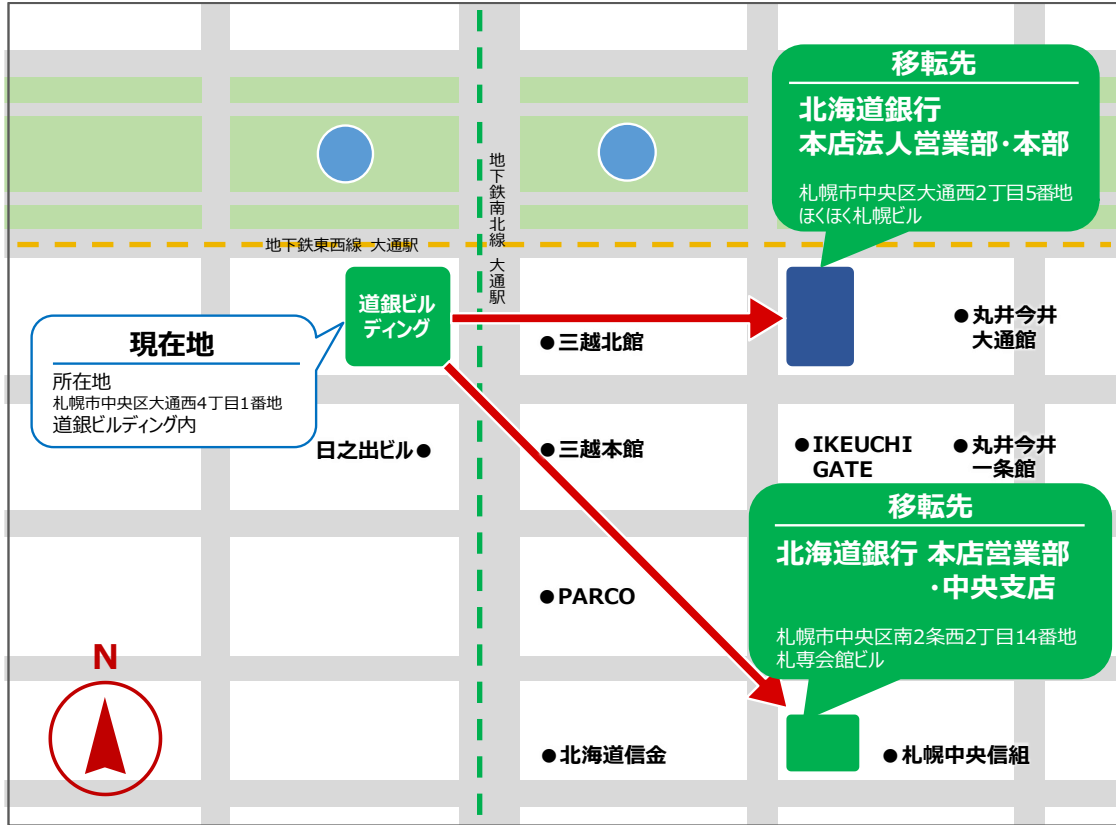 移転先
北海道銀行
本店法人営業部・本部
札幌市中央区大通西2丁目5番地
ほくほく札幌ビル
地下鉄南北線 大通駅
地下鉄東西線 大通駅
道銀ビル
ディング
現在地
所在地
札幌市中央区大通西4丁目1番地
道銀ビルディング内
●三越北館
●丸井今井
大通館
日之出ビル●
●三越本館
●IKEUCHI
GATE
●丸井今井
一条館
移転先
北海道銀行 本店営業部
・中央支店
札幌市中央区南2条西2丁目14番地
札専会館ビル
●PARCO
N
●北海道信金
●札幌中央信組